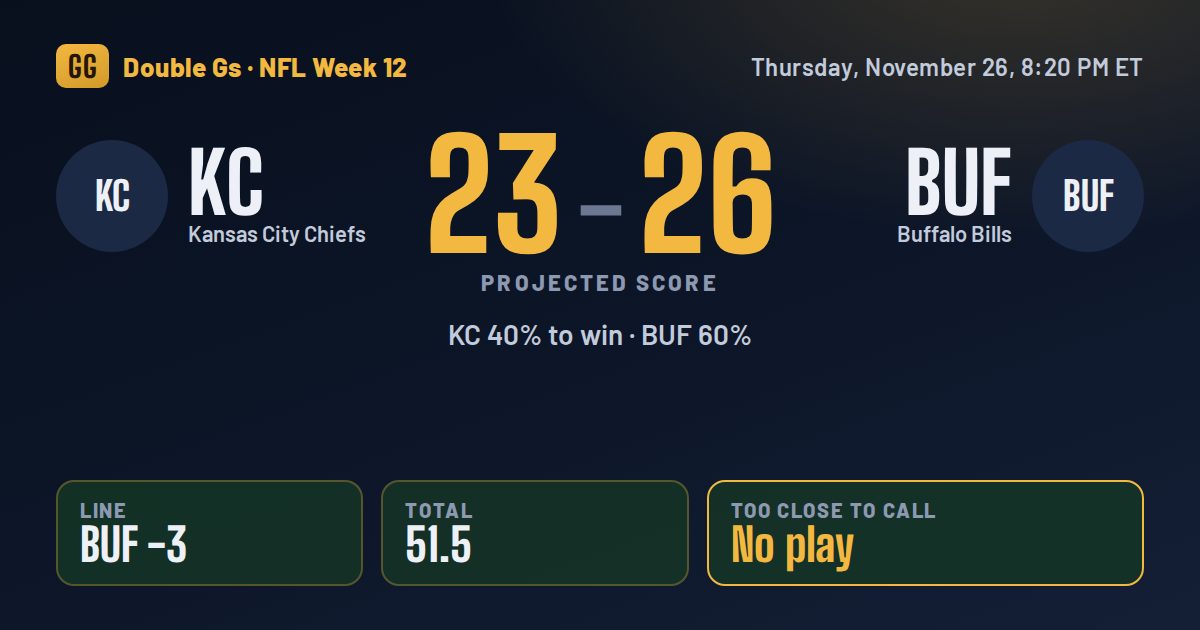 GG
Double Gs · NFL Week 12
Thursday, November 26, 8:20 PM ET
KC
KC
Kansas City Chiefs
23 – 26
BUF
Buffalo Bills
BUF
PROJECTED SCORE
KC 40% to win · BUF 60%
LINE
BUF −3
TOTAL
51.5
TOO CLOSE TO CALL
No play